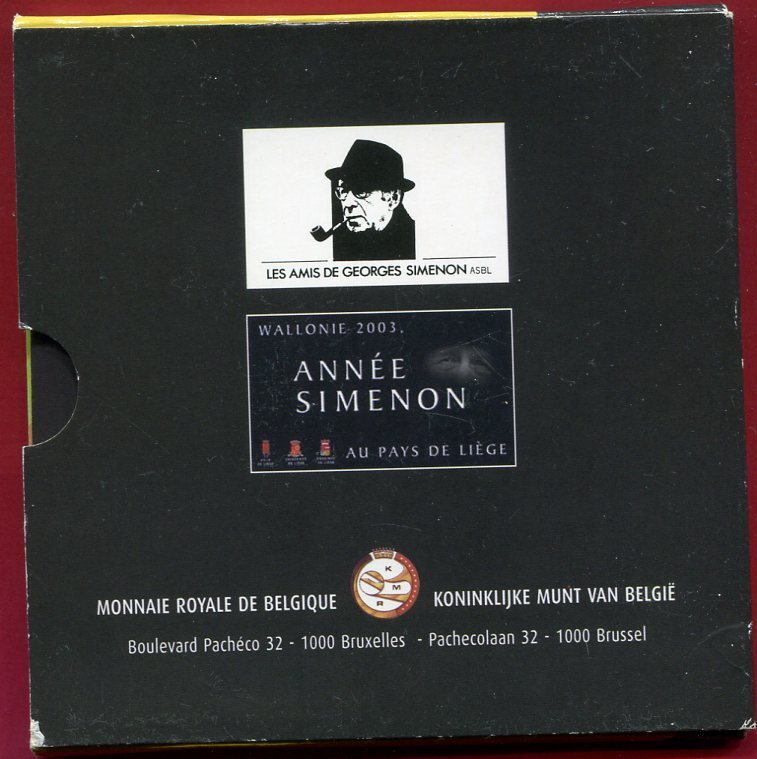 LES AMIS DE GEORGES SIMENON ASBL
WALLONIE 2003,
ANNÉE
SIMENON
AU PAYS DE LIÈGE
K
M
R
MONNAIE ROYALE DE BELGIQUE
KONINKLIJKE MUNT VAN BELGIË
Boulevard Pachéco 32 - 1000 Bruxelles - Pachecolaan 32 - 1000 Brussel